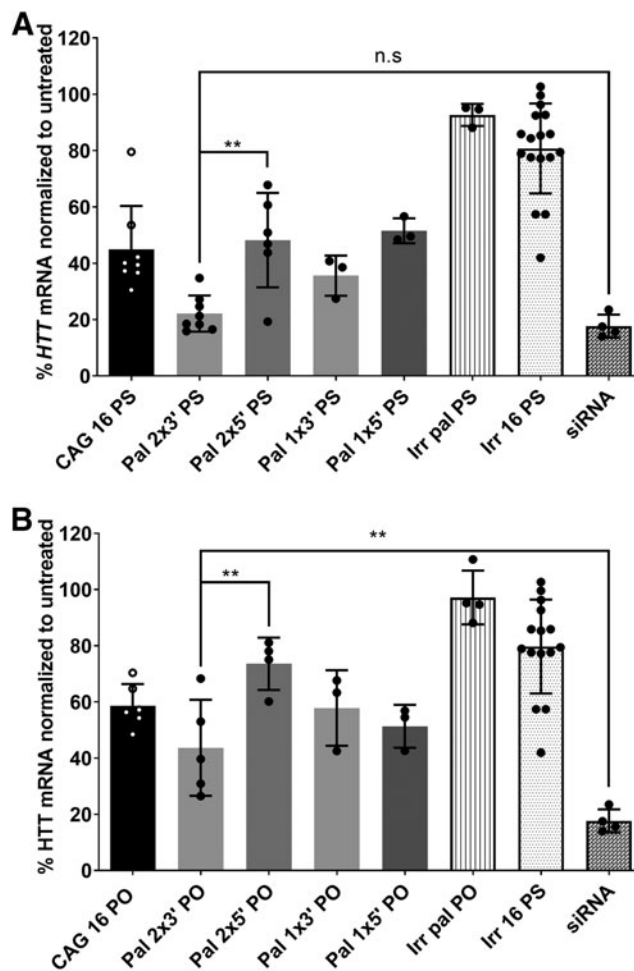 A
% HTT mRNA normalized to untreated
120
100
80
60
40
20
0
n.s
**
CAG 16 PS
Pal 2x3' PS
Pal 2x5' PS
Pal 1x3' PS
Pal 1x5' PS
Irr pal PS
Irr 16 PS
siRNA
B
% HTT mRNA normalized to untreated
120
100
80
60
40
20
0
**
**
CAG 16 PO
Pal 2x3' PO
Pal 2x5' PO
Pal 1x3' PO
Pal 1x5' PO
Irr pal PO
Irr 16 PS
siRNA